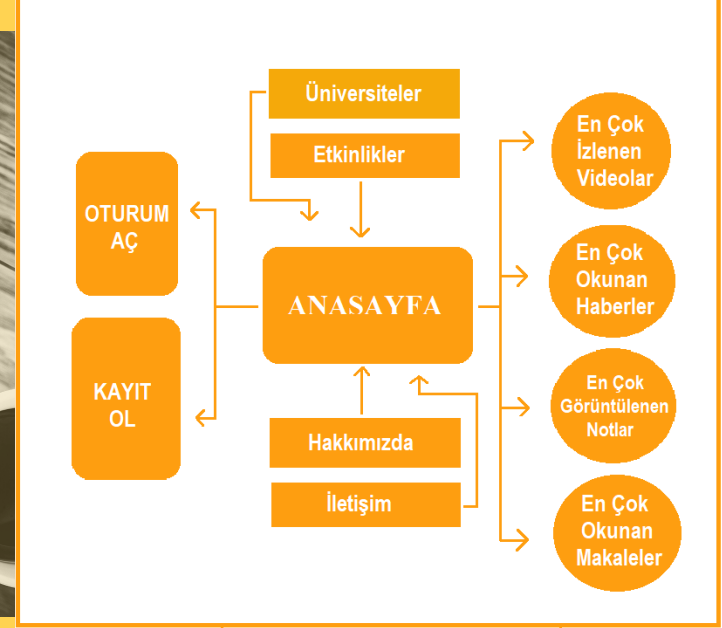 Üniversiteler
Etkinlikler
OTURUM
AÇ
KAYIT
OL
ANASAYFA
Hakkımızda
İletişim
En Çok
İzlenen
Videolar
En Çok
Okunan
Haberler
En Çok
Görüntülenen
Notlar
En Çok
Okunan
Makaleler